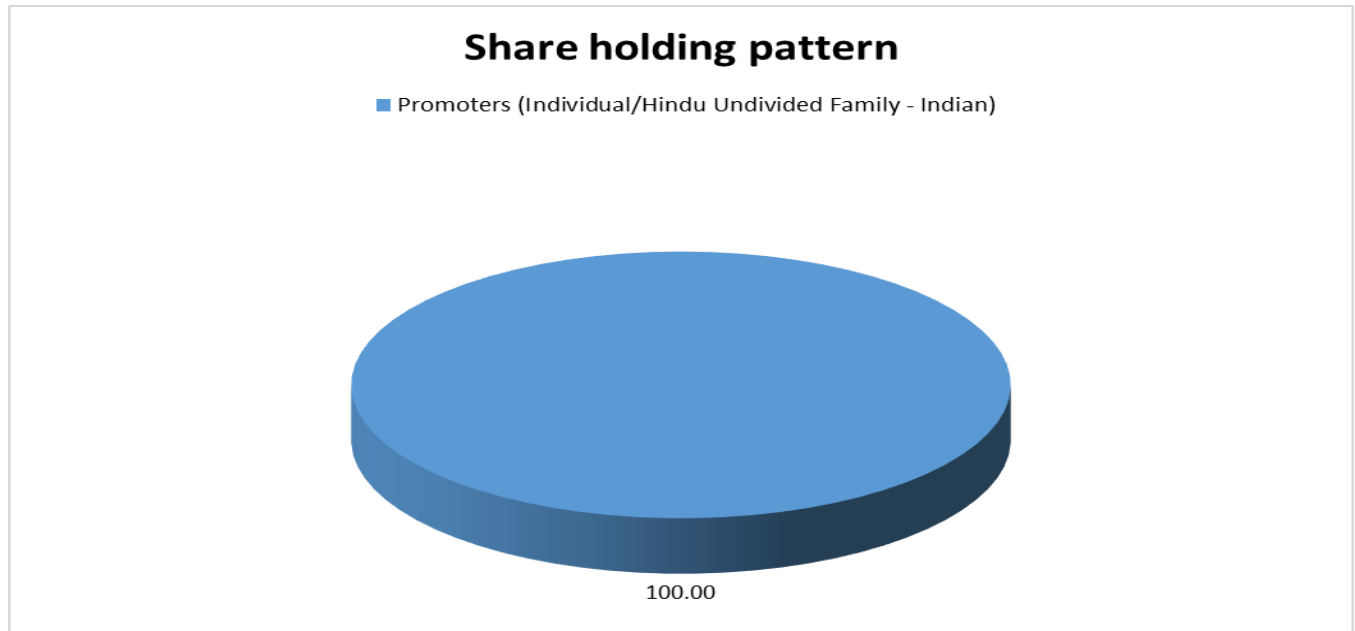 Share holding pattern
Promoters (Individual/Hindu Undivided Family - Indian)
100.00